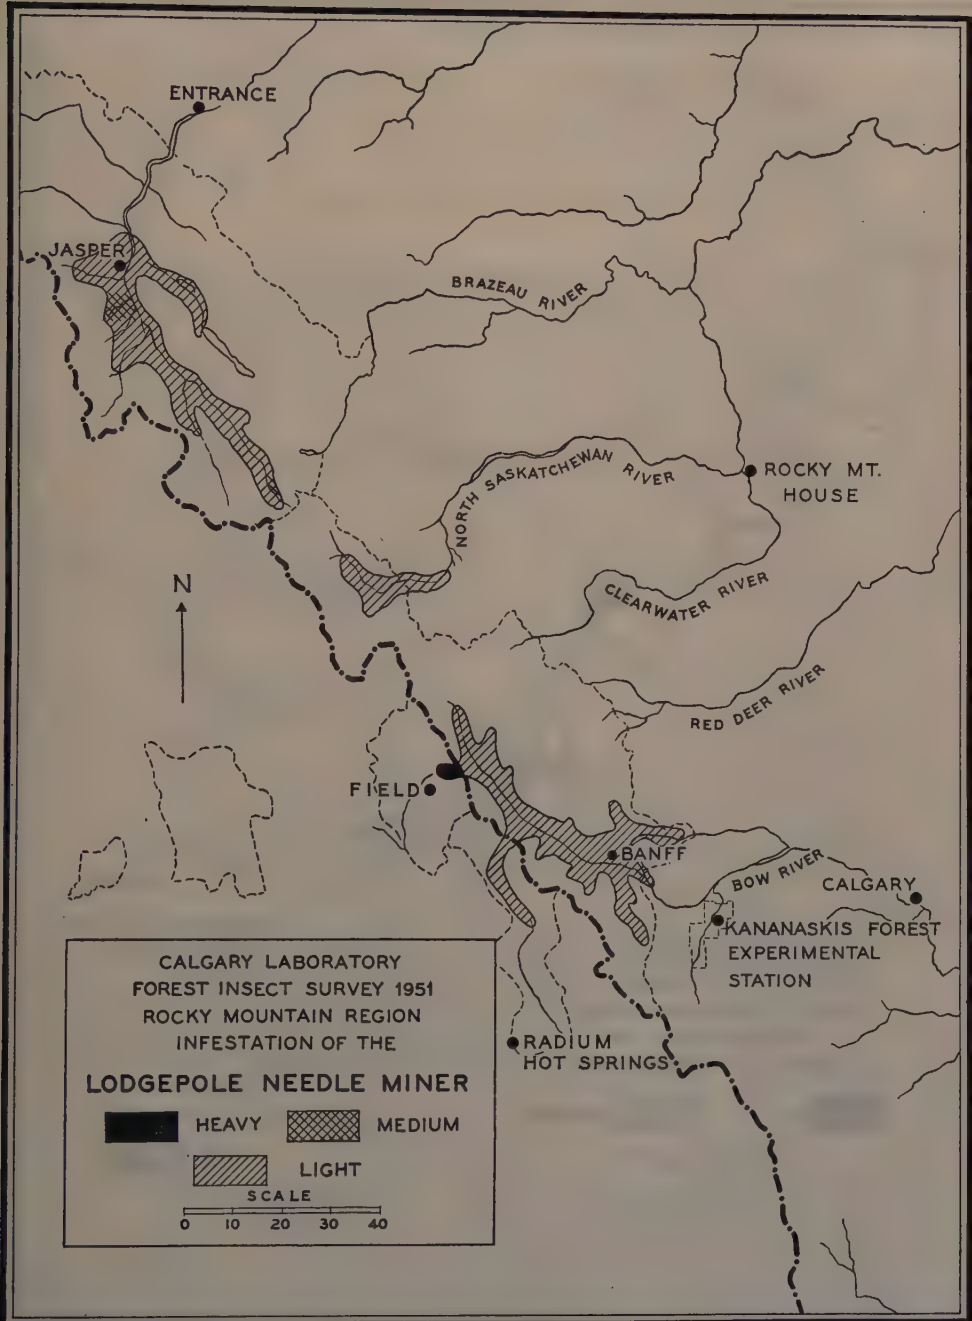 ENTRANCE
JASPER
BRAZEAU RIVER
NORTH SASKATCHEWAN RIVER
ROCKY MT.
HOUSE
CLEARWATER RIVER
N
RED DEER RIVER
FIELD
BANFF
BOW RIVER
CALGARY
KANANASKIS FOREST
EXPERIMENTAL
STATION
RADIUM
HOT SPRINGS
CALGARY LABORATORY
FOREST INSECT SURVEY 1951
ROCKY MOUNTAIN REGION
INFESTATION OF THE
LODGEPOLE NEEDLE MINER
HEAVY MEDIUM
LIGHT
SCALE
0 10 20 30 40